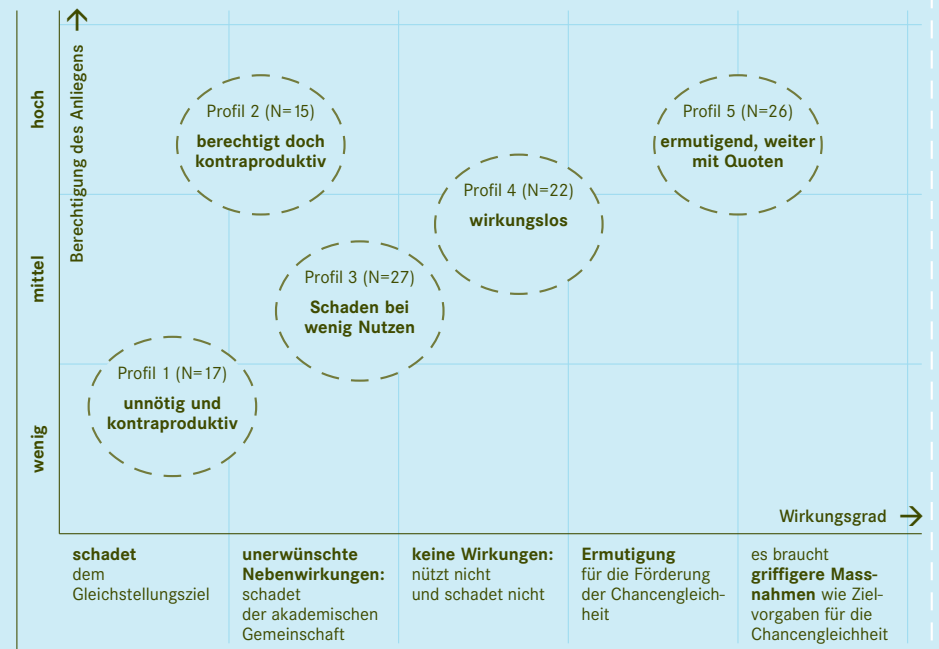 Berechtigung des Anliegens
hoch
mittel
wenig
Profil 2 (N=15)
berechtigt doch
kontraproduktiv
Profil 5 (N=26)
ermutigend, weiter
mit Quoten
Profil 4 (N=22)
wirkungslos
Profil 3 (N=27)
Schaden bei
wenig Nutzen
Profil 1 (N=17)
unnötig und
kontraproduktiv
Wirkungsgrad
schadet
dem
Gleichstellungsziel
unerwünschte
Nebenwirkungen:
schadet
der akademischen
Gemeinschaft
keine Wirkungen:
nützt nicht
und schadet nicht
Ermutigung
für die Förderung
der Chancengleich-
heit
es braucht
griffigere Mass-
nahmen wie Ziel-
vorgaben für die
Chancengleichheit